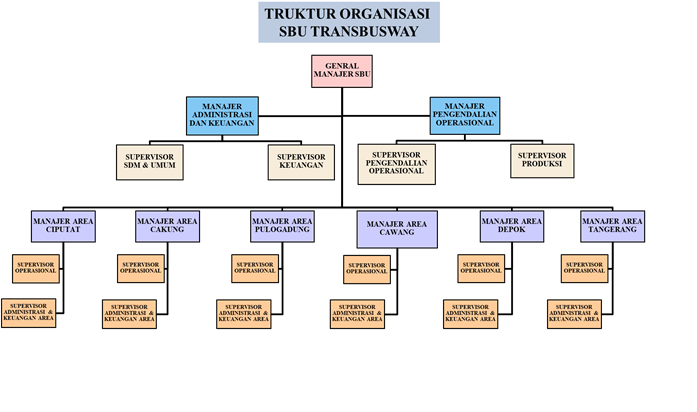 TRUKTUR ORGANISASI
SBU TRANSBUSWAY
GENRAL
MANAJER SBU
MANAJER
ADMINISTRASI
DAN KEUANGAN
MANAJER
PENGENDALIAN
OPERASIONAL
SUPERVISOR
SDM & UMUM
SUPERVISOR
KEUANGAN
SUPERVISOR
PENGENDALIAN
OPERASIONAL
SUPERVISOR
PRODUKSI
MANAJER AREA
CIPUTAT
MANAJER AREA
CAKUNG
MANAJER AREA
PULOGADUNG
MANAJER AREA
CAWANG
MANAJER AREA
DEPOK
MANAJER AREA
TANGERANG
SUPERVISOR
OPERASIONAL
SUPERVISOR
OPERASIONAL
SUPERVISOR
OPERASIONAL
SUPERVISOR
OPERASIONAL
SUPERVISOR
OPERASIONAL
SUPERVISOR
OPERASIONAL
SUPERVISOR
ADMINISTRASI &
KEUANGAN AREA
SUPERVISOR
ADMINISTRASI &
KEUANGAN AREA
SUPERVISOR
ADMINISTRASI &
KEUANGAN AREA
SUPERVISOR
ADMINISTRASI &
KEUANGAN AREA
SUPERVISOR
ADMINISTRASI &
KEUANGAN AREA
SUPERVISOR
ADMINISTRASI &
KEUANGAN AREA